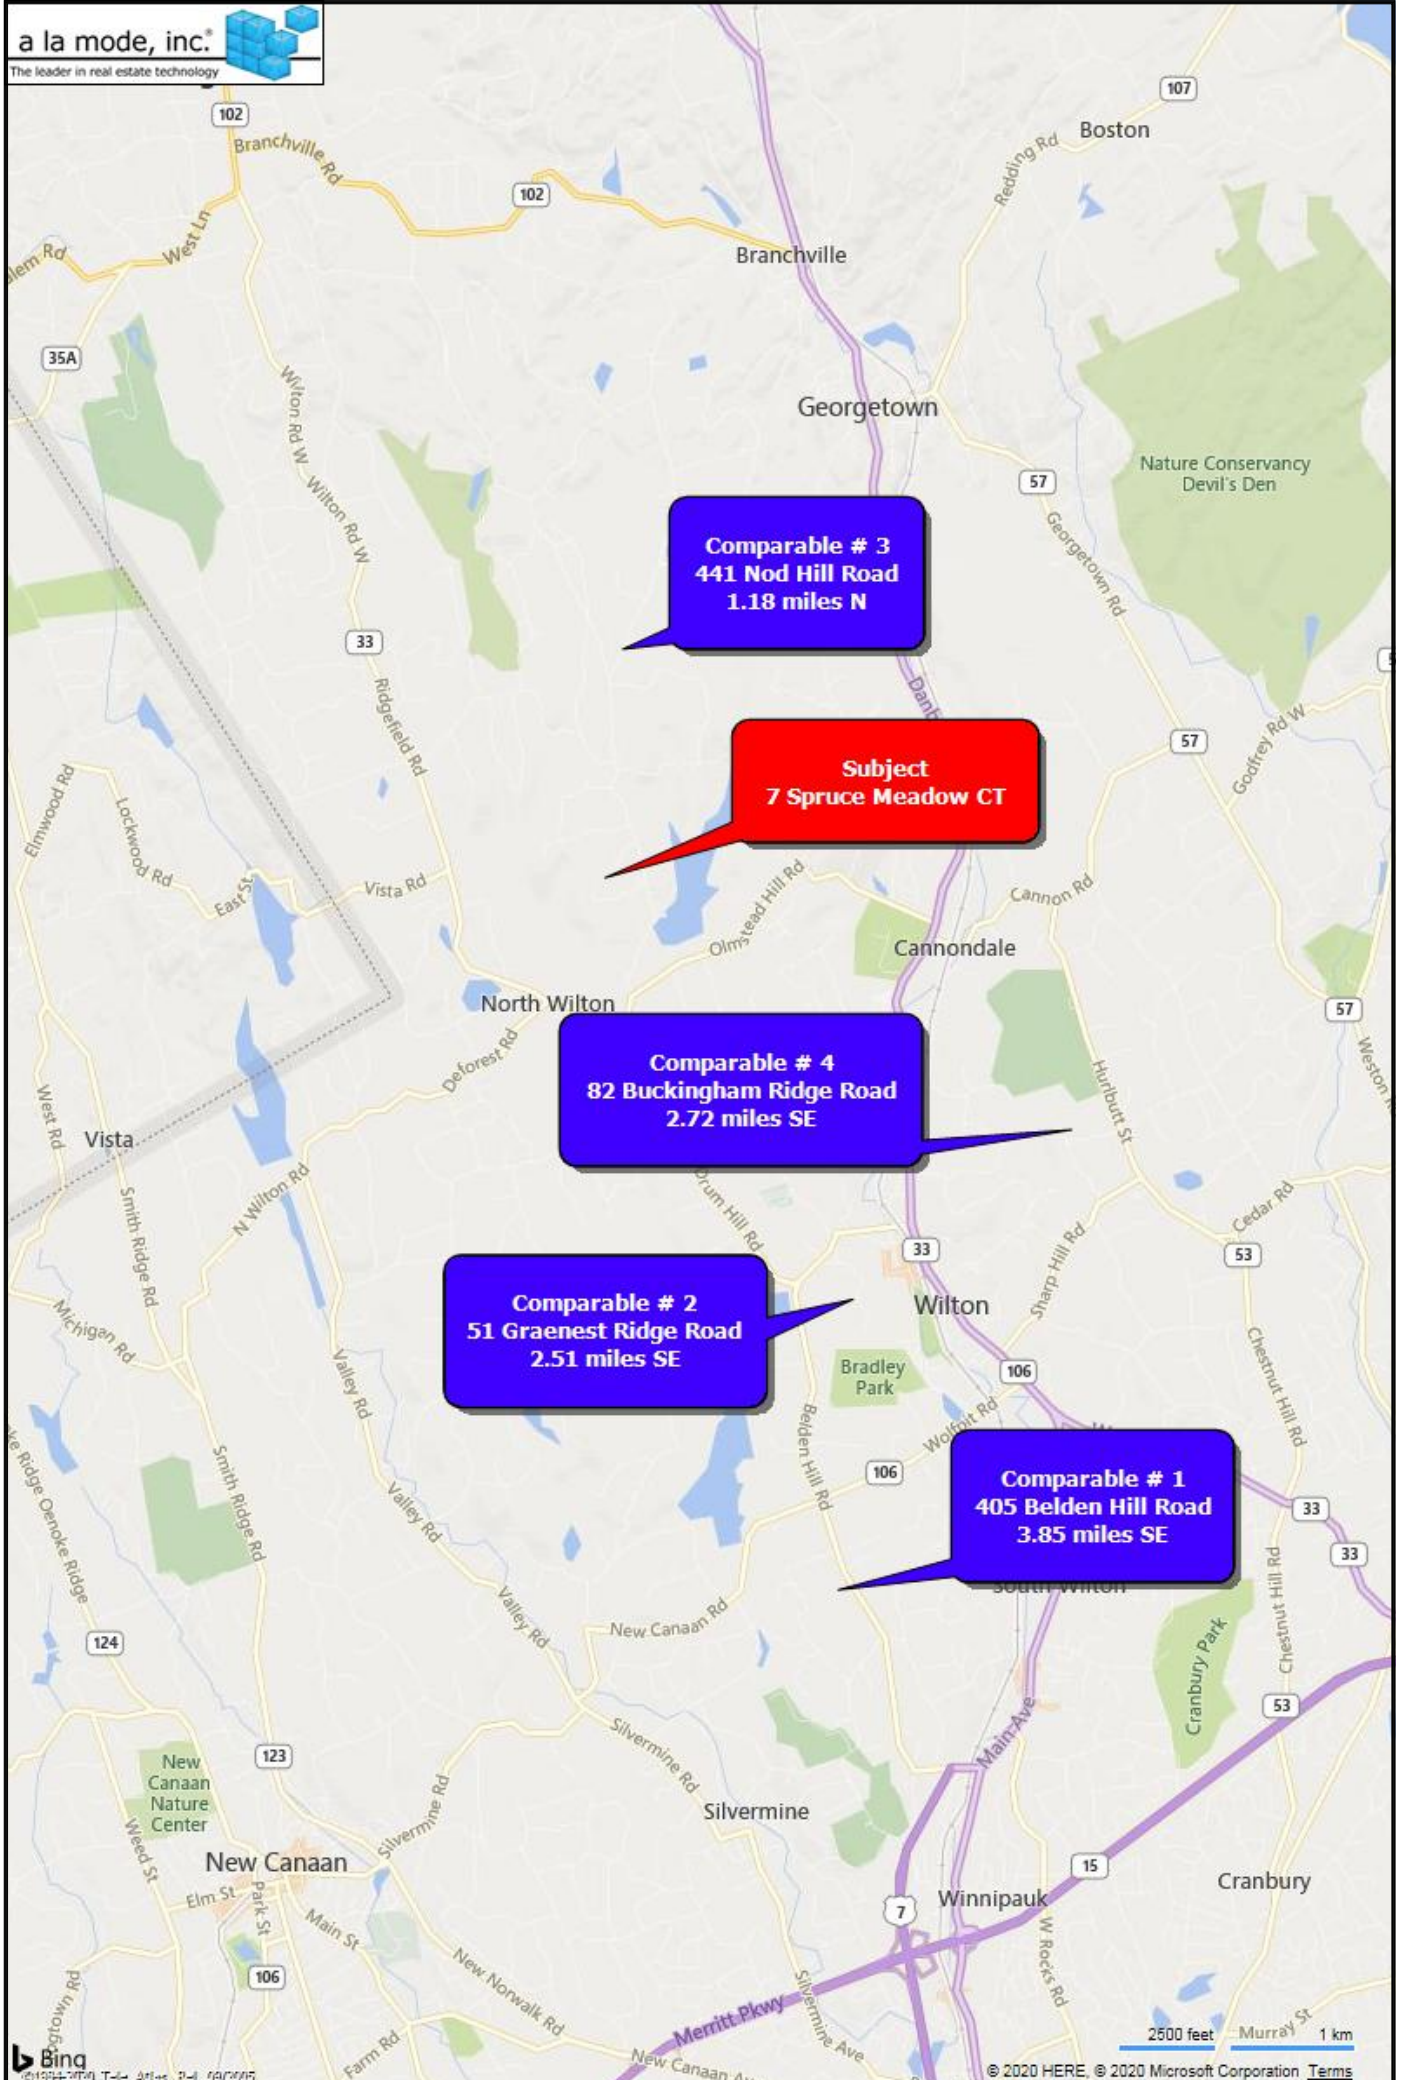 a la mode, inc.
The leader in real estate technology
102
Branchville Rd
107
Boston
Redding Rd
102
West Ln
Branchville
35A
Wilton Rd W
Georgetown
Nature Conservancy
Devil's Den
57
Wilton Rd W
Georgetown Rd
Comparable # 3
441 Nod Hill Road
1.18 miles N
33
Ridgefield Rd
57
Godfrey Rd W
Subject
7 Spruce Meadow CT
Elmwood Rd
Lockwood Rd
East St
Vista Rd
Olmstead Hill Rd
Cannon Rd
Cannondale
North Wilton
57
Deforest Rd
Comparable # 4
82 Buckingham Ridge Road
2.72 miles SE
Hurlbutt St
West Rd
Vista
N Wilton Rd
Smith Ridge Rd
Drum Hill Rd
Cedar Rd
33
53
Sharp Hill Rd
Comparable # 2
51 Graenest Ridge Road
2.51 miles SE
Wilton
Michigan Rd
Valley Rd
Bradley
Park
106
Chestnut Hill Rd
Belden Hill Rd
Wolfpit Rd
106
Comparable # 1
405 Belden Hill Road
3.85 miles SE
33
33
Smith Ridge Rd
Valley Rd
Ridge Oenoke Ridge
South Wilton
Valley Rd
New Canaan Rd
124
Chestnut Hill Rd
Cranbury Park
53
Main Ave
Silvermine Rd
123
New
Canaan
Nature
Center
Silvermine
Silvermine Rd
Weed St
New Canaan
Elm St
Park St
Main St
15
Cranbury
Winnipauk
7
W Rocks Rd
106
New Norwalk Rd
Merritt Pkwy
Silvermine Ave
Farm Rd
New Canaan
2500 feet
Murray St
1 km
Bing
© 2020 HERE, © 2020 Microsoft Corporation Terms